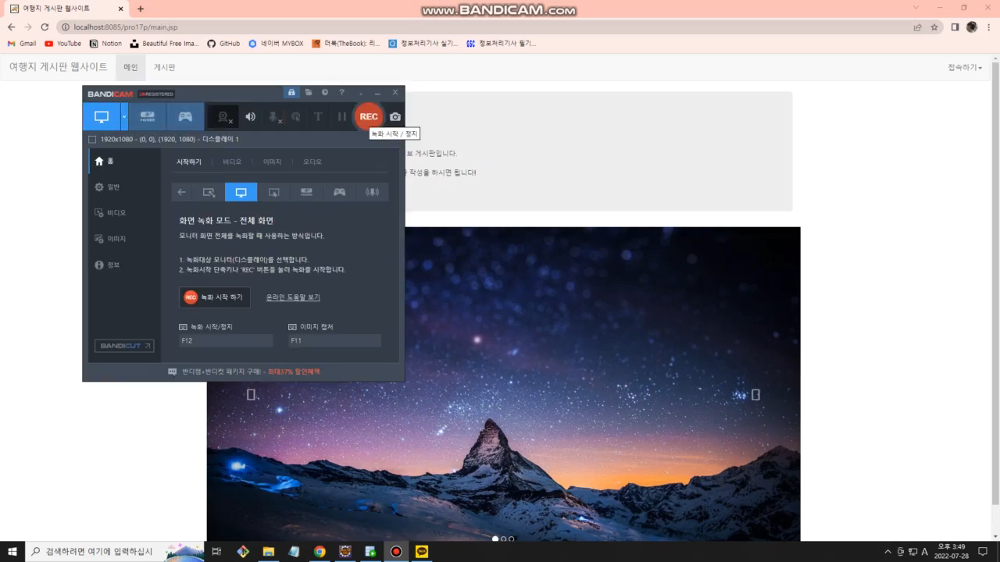 여행지 게시판 웹사이트
www.BANDICAM.com
localhost:8085/pro17p/main.jsp
Gmail
YouTube
Notion
Beautiful Free Ima...
GitHub
네이버 MYBOX
더북(TheBook): 리...
정보처리기사 실기...
정보처리기사 필기...
여행지 게시판 웹사이트
메인
게시판
접속하기
BANDICAM UNREGISTERED
REC
녹화 시작 / 정지
1920x1080 - (0, 0), (1920, 1080) - 디스플레이 1
홈
일반
비디오
이미지
정보
BANDICUT
시작하기
비디오
이미지
오디오
화면 녹화 모드 - 전체 화면
모니터 화면 전체를 녹화할 때 사용하는 방식입니다.
1. 녹화대상 모니터(디스플레이)를 선택합니다.
2. 녹화시작 단축키나 'REC' 버튼을 눌러 녹화를 시작합니다.
REC 녹화 시작 하기
온라인 도움말 보기
녹화 시작/정지
이미지 캡처
F12
F11
반디캠+반디컷 패키지 구매! - 최대37% 할인혜택
보 게시판입니다.
작성을 하시면 됩니다!
검색하려면 여기에 입력하십시
A
오후 3:49
2022-07-28